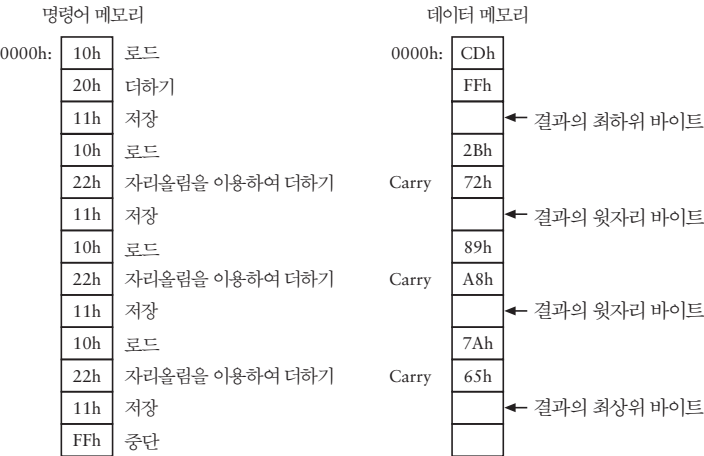 명령어 메모리 데이터 메모리
0000h: 10h 로드 0000h: CDh
20h 더하기 FFh
11h 저장 결과의 최하위 바이트
10h 로드 2Bh
22h 자리올림을 이용하여 더하기 Carry 72h
11h 저장 결과의 윗자리 바이트
10h 로드 89h
22h 자리올림을 이용하여 더하기 Carry A8h
11h 저장 결과의 윗자리 바이트
10h 로드 7Ah
22h 자리올림을 이용하여 더하기 Carry 65h
11h 저장 결과의 최상위 바이트
FFh 중단